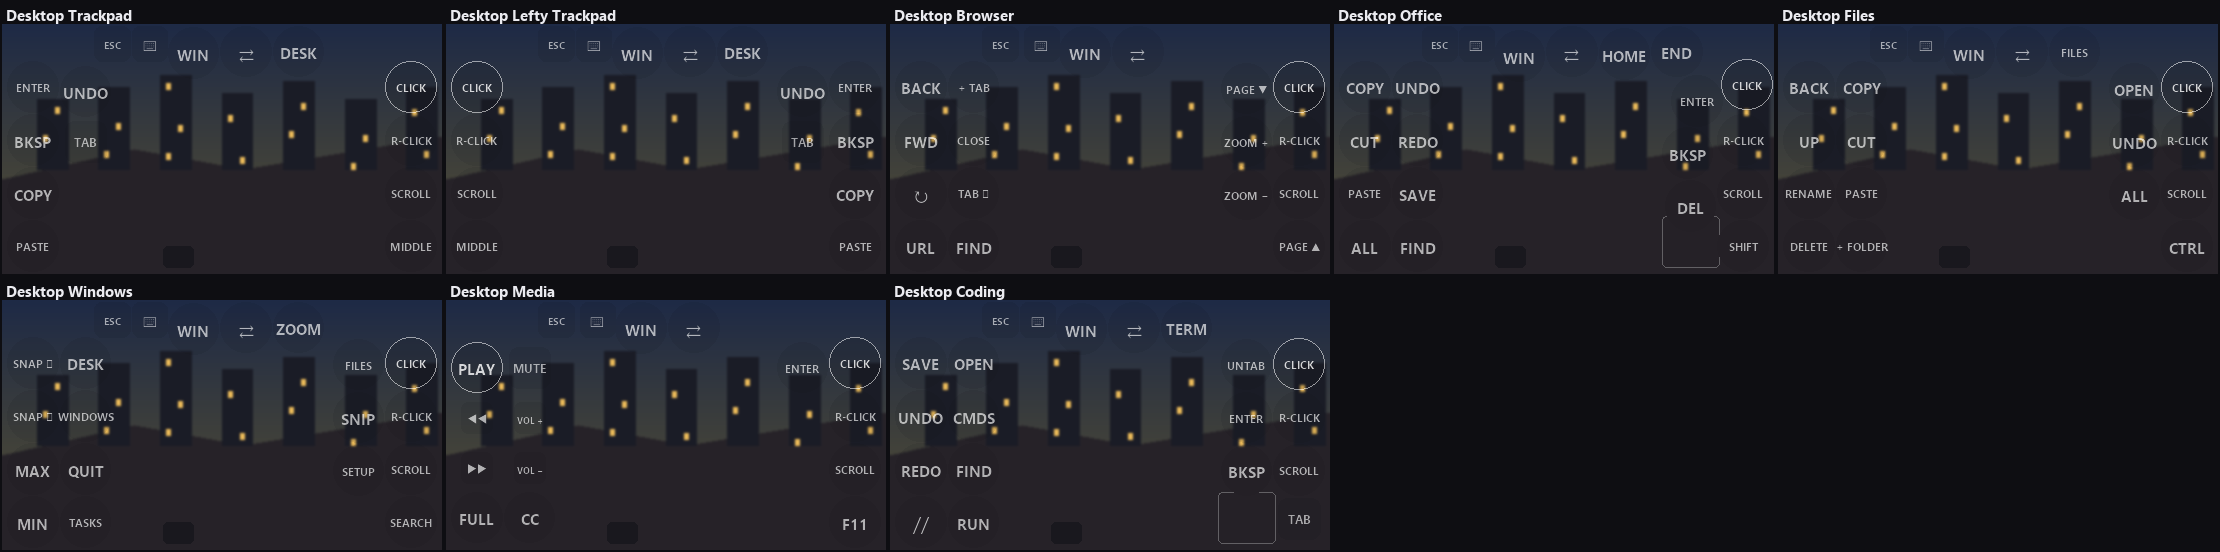 Desktop Trackpad
ESC WIN ⇄ DESK
ENTER UNDO CLICK
BKSP TAB R-CLICK
COPY SCROLL
PASTE MIDDLE
Desktop Lefty Trackpad
ESC WIN ⇄ DESK
CLICK UNDO ENTER
R-CLICK TAB BKSP
SCROLL COPY
MIDDLE PASTE
Desktop Browser
ESC WIN ⇄
BACK + TAB PAGE ▼ CLICK
FWD CLOSE ZOOM + R-CLICK
↻ TAB ZOOM − SCROLL
URL FIND PAGE ▲
Desktop Office
ESC WIN ⇄ HOME END
COPY UNDO ENTER CLICK
CUT REDO BKSP R-CLICK
PASTE SAVE DEL SCROLL
ALL FIND SHIFT
Desktop Files
ESC WIN ⇄ FILES
BACK COPY OPEN CLICK
UP CUT UNDO R-CLICK
RENAME PASTE ALL SCROLL
DELETE + FOLDER CTRL
Desktop Windows
ESC WIN ⇄ ZOOM
SNAP DESK FILES CLICK
SNAP WINDOWS SNIP R-CLICK
MAX QUIT SETUP SCROLL
MIN TASKS SEARCH
Desktop Media
ESC WIN ⇄
PLAY MUTE ENTER CLICK
◀◀ VOL + R-CLICK
▶▶ VOL − SCROLL
FULL CC F11
Desktop Coding
ESC WIN ⇄ TERM
SAVE OPEN UNTAB CLICK
UNDO CMDS ENTER R-CLICK
REDO FIND BKSP SCROLL
// RUN TAB